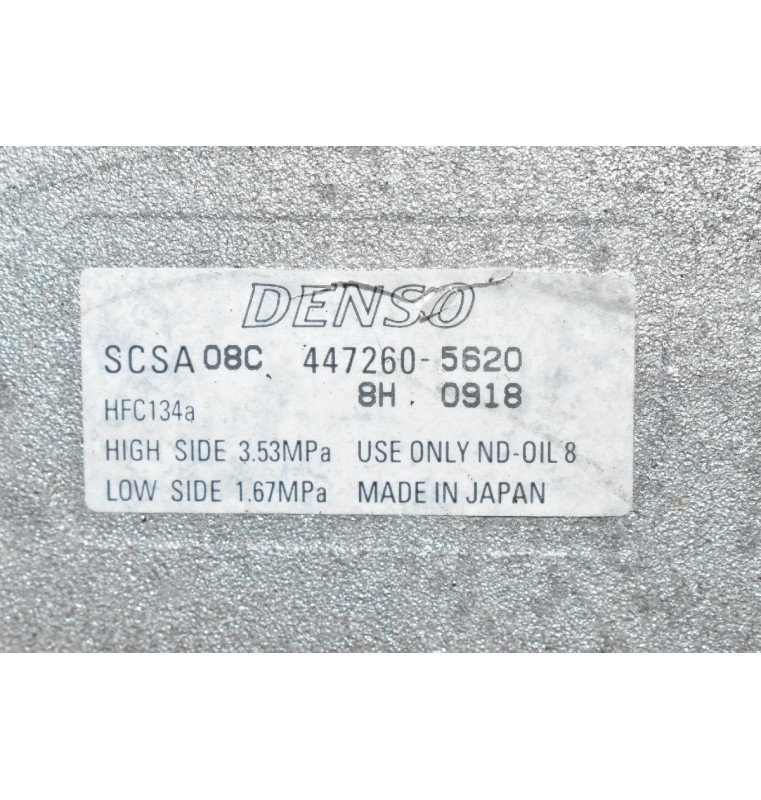 DENSO
SCSA 08C 447260-5620
8H. 0918
HFC134a
HIGH SIDE 3.53MPa USE ONLY ND-OIL 8
LOW SIDE 1.67MPa MADE IN JAPAN